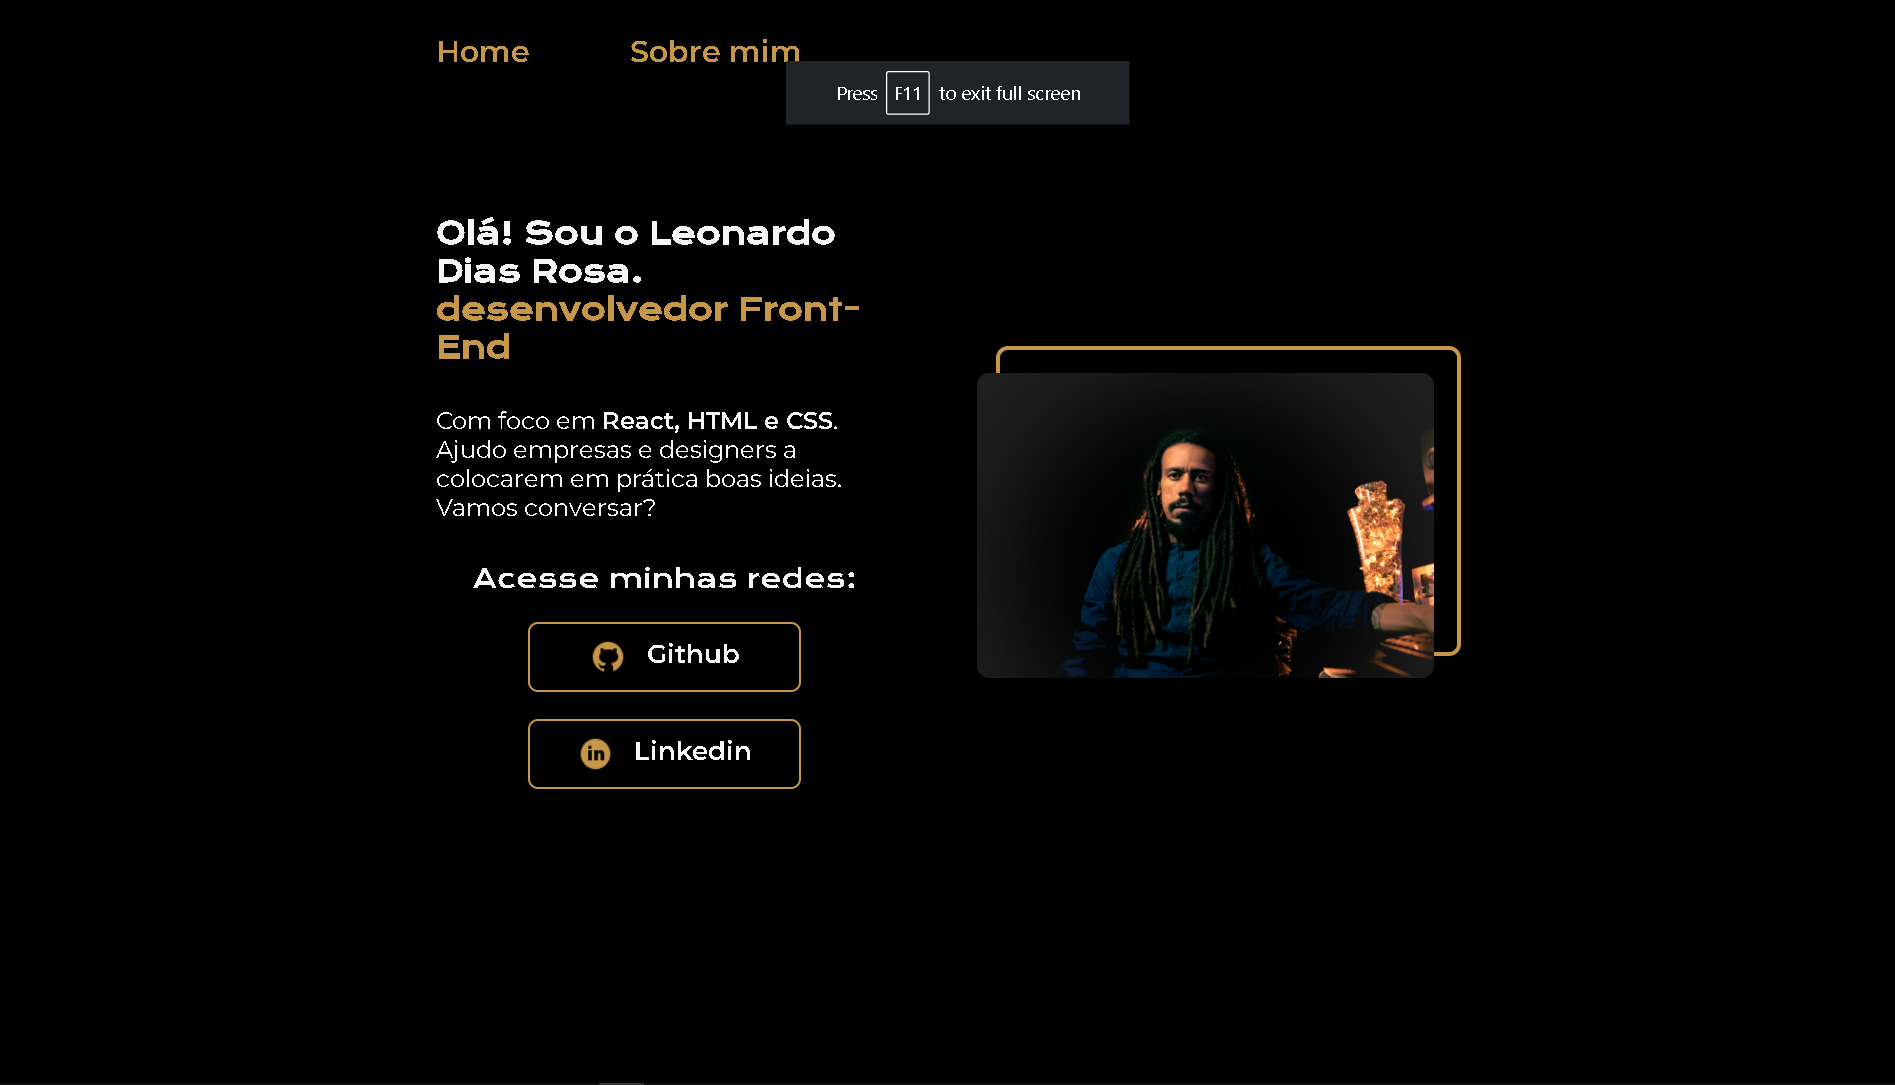 Home Sobre mim
Press F11 to exit full screen
Olá! Sou o Leonardo
Dias Rosa.
desenvolvedor Front-
End
Com foco em React, HTML e CSS.
Ajudo empresas e designers a
colocarem em prática boas ideias.
Vamos conversar?
Acesse minhas redes:
Github
in Linkedin